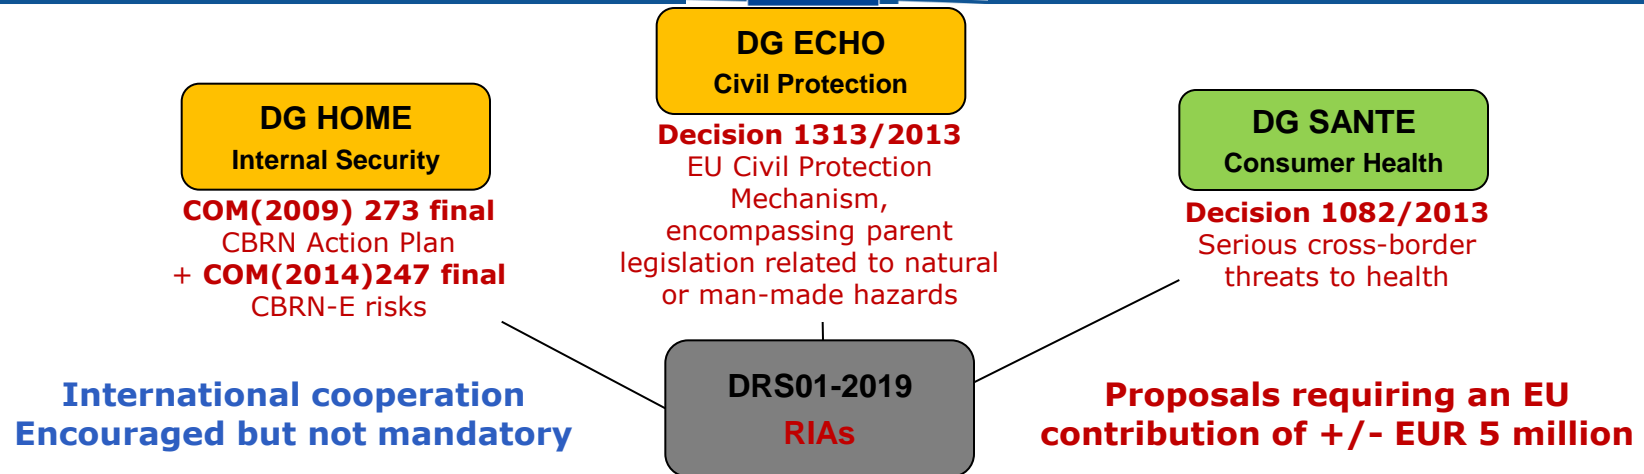 DG ECHO
Civil Protection
DG HOME
Internal Security
DG SANTE
Consumer Health
COM(2009) 273 final
CBRN Action Plan
+ COM(2014)247 final
CBRN-E risks
Decision 1313/2013
EU Civil Protection
Mechanism,
encompassing parent
legislation related to natural
or man-made hazards
Decision 1082/2013
Serious cross-border
threats to health
International cooperation
Encouraged but not mandatory
DRS01-2019
RIAs
Proposals requiring an EU
contribution of +/- EUR 5 million